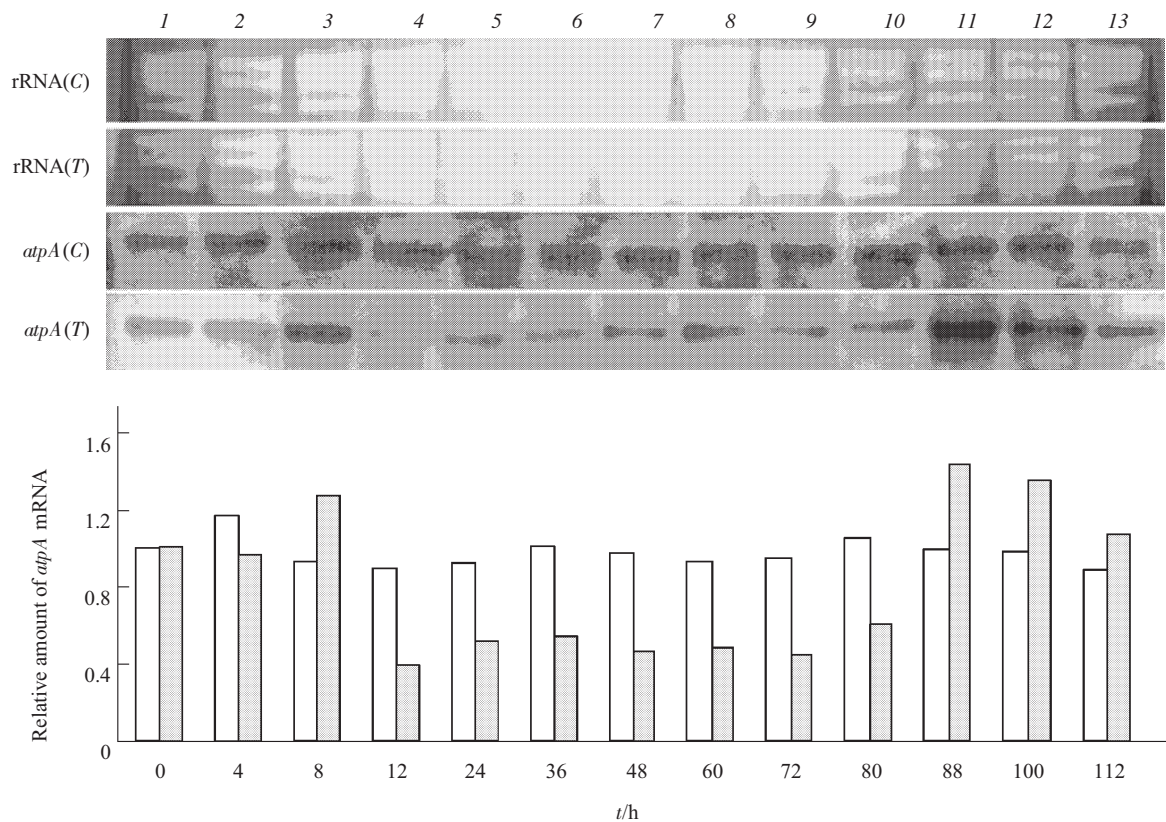 1 2 3 4 5 6 7 8 9 10 11 12 13
rRNA(C)
rRNA(T)
atpA(C)
atpA(T)
Relative amount of atpA mRNA
1.6
1.2
0.8
0.4
0
0 4 8 12 24 36 48 60 72 80 88 100 112
t/h